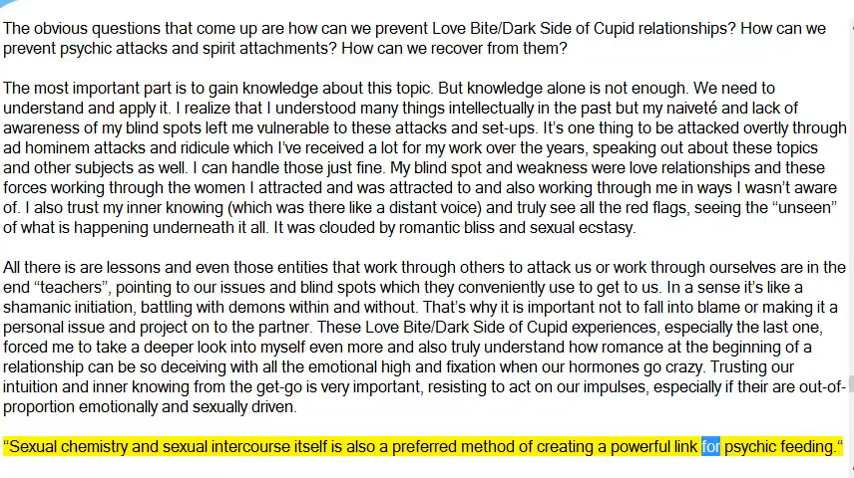 The obvious questions that come up are how can we prevent Love Bite/Dark Side of Cupid relationships? How can we
prevent psychic attacks and spirit attachments? How can we recover from them?
The most important part is to gain knowledge about this topic. But knowledge alone is not enough. We need to
understand and apply it. I realize that I understood many things intellectually in the past but my naiveté and lack of
awareness of my blind spots left me vulnerable to these attacks and set-ups. It’s one thing to be attacked overtly through
ad hominem attacks and ridicule which I’ve received a lot for my work over the years, speaking out about these topics
and other subjects as well. I can handle those just fine. My blind spot and weakness were love relationships and these
forces working through the women I attracted and was attracted to and also working through me in ways I wasn’t aware
of. I also trust my inner knowing (which was there like a distant voice) and truly see all the red flags, seeing the “unseen”
of what is happening underneath it all. It was clouded by romantic bliss and sexual ecstasy.
All there is are lessons and even those entities that work through others to attack us or work through ourselves are in the
end “teachers”, pointing to our issues and blind spots which they conveniently use to get to us. In a sense it’s like a
shamanic initiation, battling with demons within and without. That’s why it is important not to fall into blame or making it a
personal issue and project on to the partner. These Love Bite/Dark Side of Cupid experiences, especially the last one,
forced me to take a deeper look into myself even more and also truly understand how romance at the beginning of a
relationship can be so deceiving with all the emotional high and fixation when our hormones go crazy. Trusting our
intuition and inner knowing from the get-go is very important, resisting to act on our impulses, especially if their are out-of-
proportion emotionally and sexually driven.
“Sexual chemistry and sexual intercourse itself is also a preferred method of creating a powerful link for psychic feeding.“